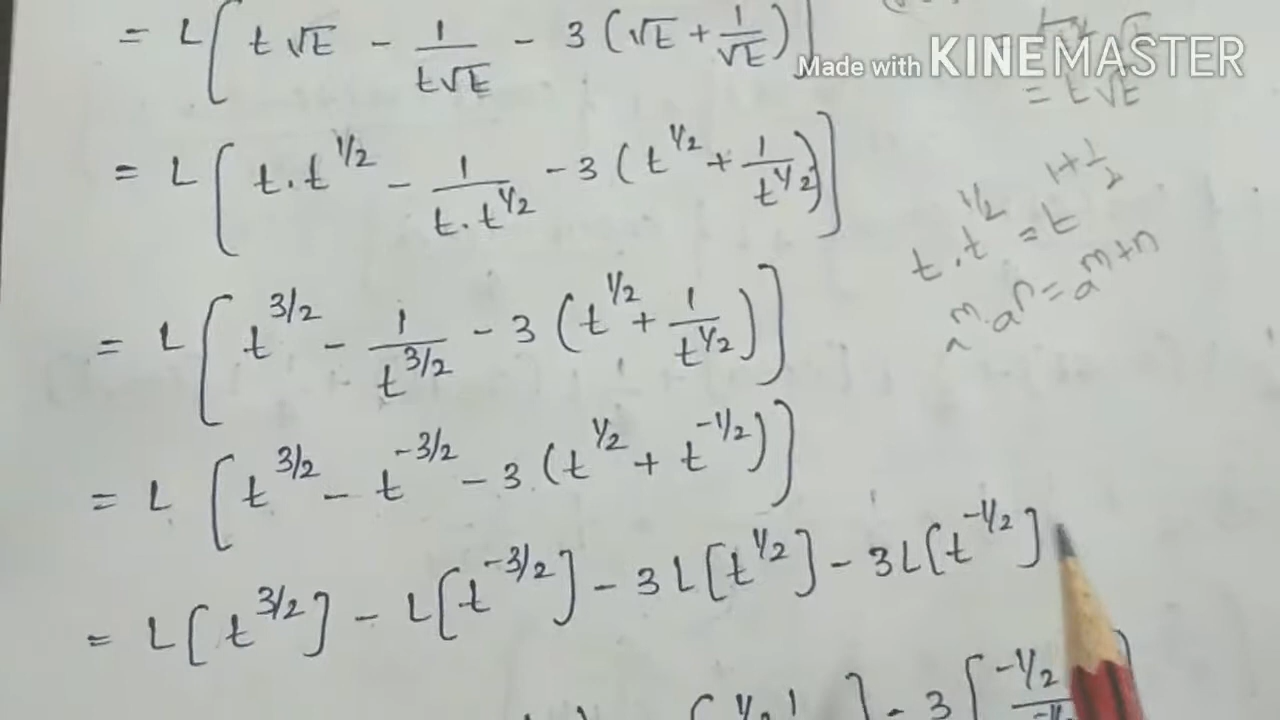 = L[t√t - 1/(t√t) - 3(√t + 1/√t)]
Made with KINEMASTER
= t√t
= L[t.t^1/2 - 1/(t.t^1/2) - 3(t^1/2 + 1/t^1/2)]
t.t^1/2 = t^1+1/2
a^m.a^n = a^m+n
= L[t^3/2 - 1/t^3/2 - 3(t^1/2 + 1/t^1/2)]
= L[t^3/2 - t^-3/2 - 3(t^1/2 + t^-1/2)]
= L[t^3/2] - L[t^-3/2] - 3L[t^1/2] - 3L[t^-1/2]